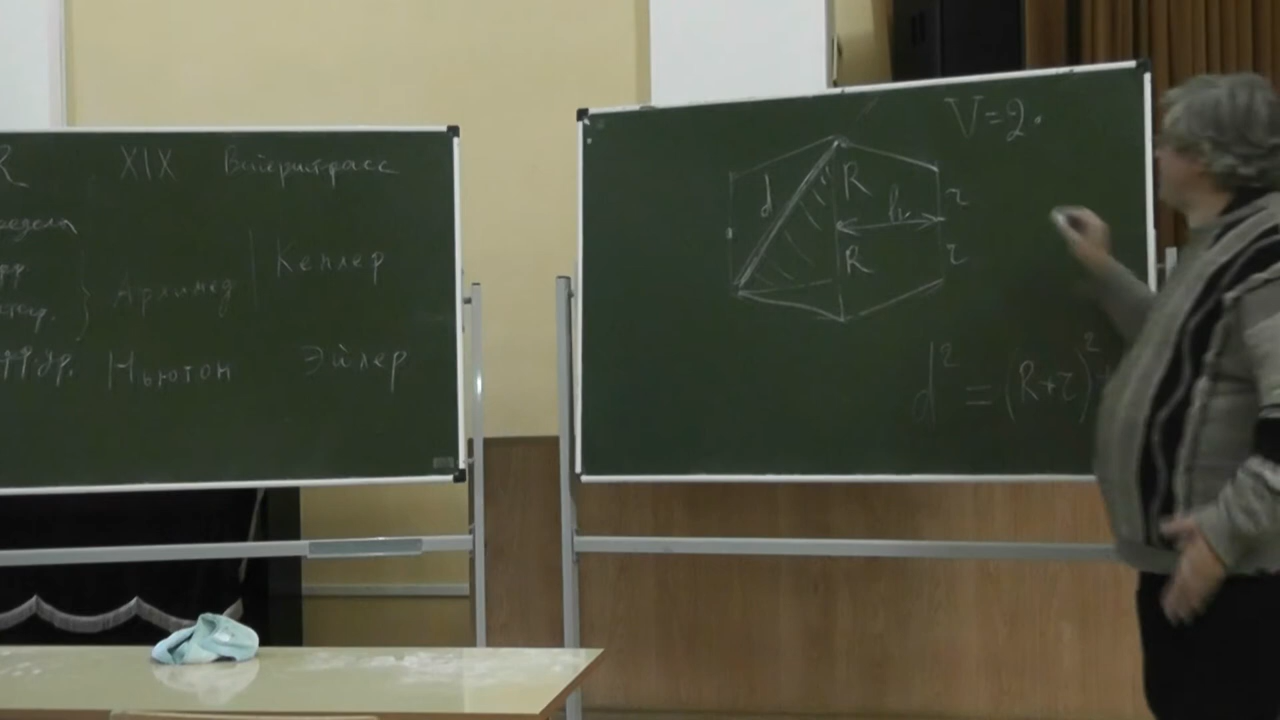 R XIX Вейерштрасс
Архимед Кеплер
Ньютон Эйлер
V=2.
d R h r
R r
d² = (R+r)² +